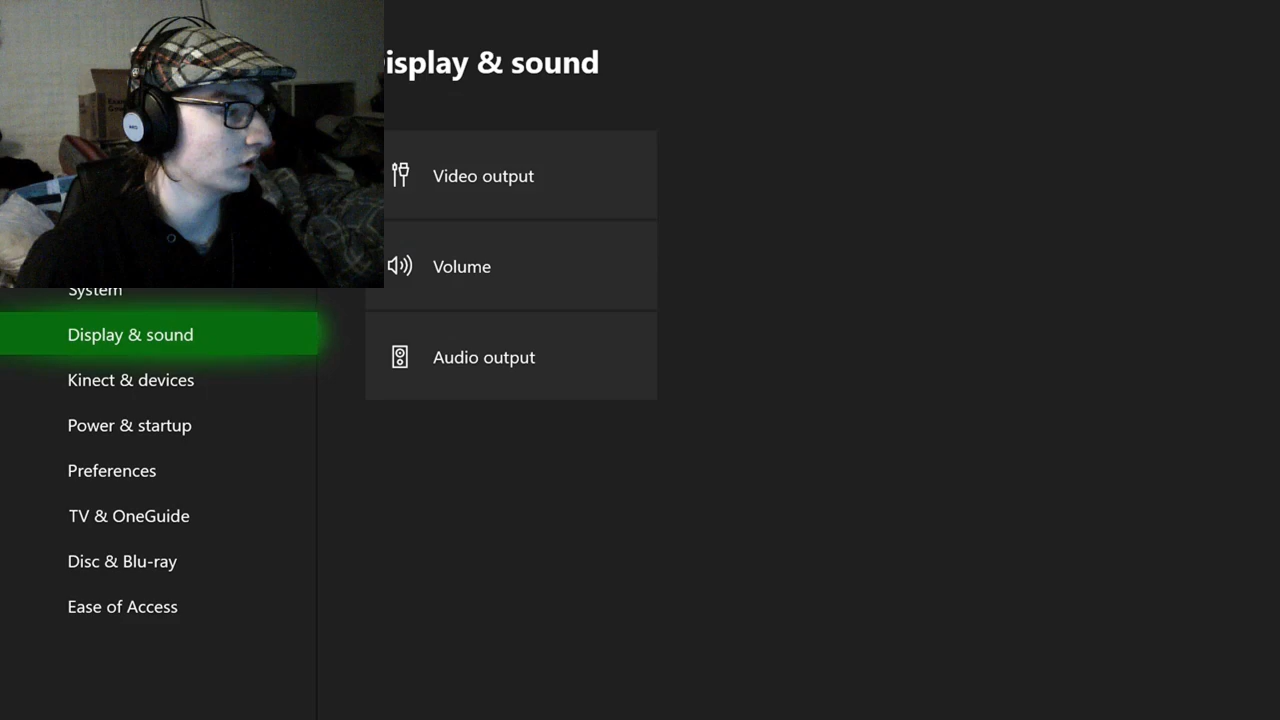 isplay & sound
Video output
Volume
Audio output
System
Display & sound
Kinect & devices
Power & startup
Preferences
TV & OneGuide
Disc & Blu-ray
Ease of Access